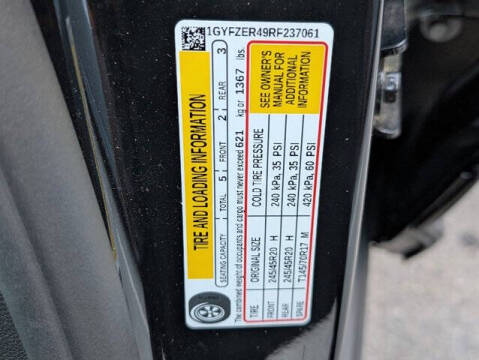 1GYFZER49RF237061
TIRE AND LOADING INFORMATION
SEATING CAPACITY TOTAL 5 FRONT 2 REAR 3
The combined weight of occupants and cargo must never exceed 621 kg or 1367 lbs.
TIRE ORIGINAL SIZE COLD TIRE PRESSURE
FRONT 245/45R20 H 240 kPa, 35 PSI
REAR 245/45R20 H 240 kPa, 35 PSI
SPARE T145/70R17 M 420 kPa, 60 PSI
SEE OWNER'S
MANUAL FOR
ADDITIONAL
INFORMATION